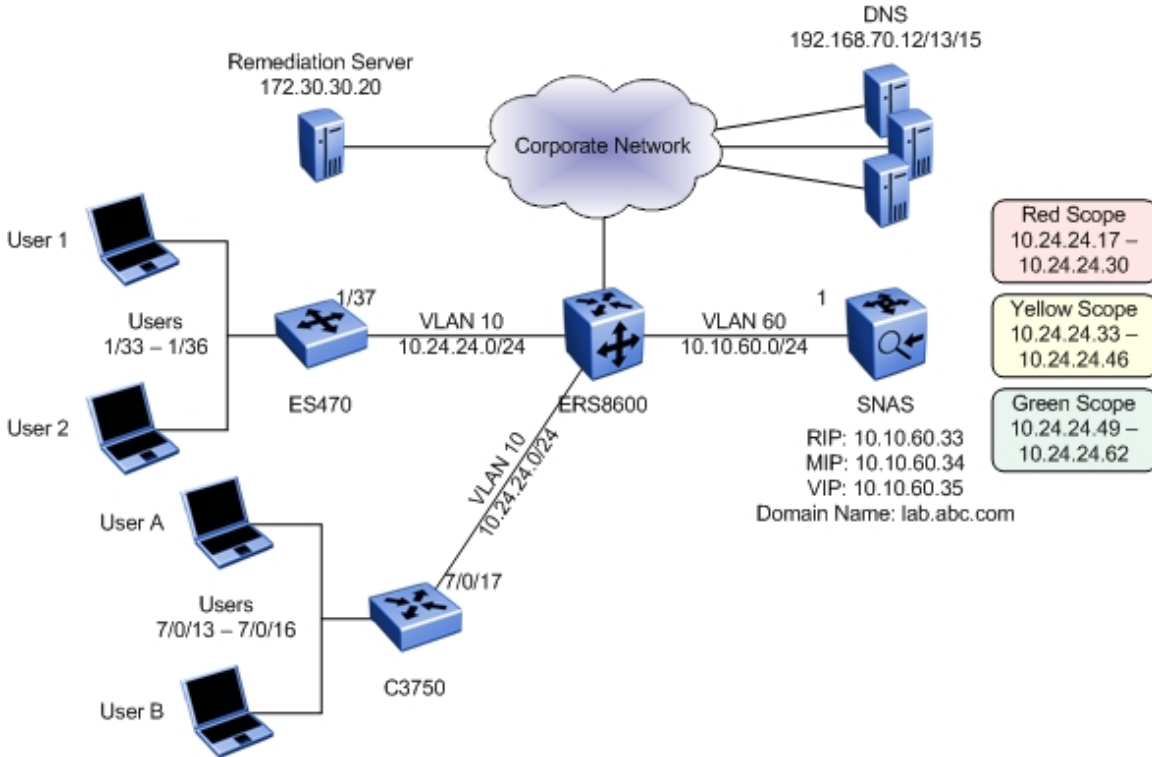 DNS
192.168.70.12/13/15
Remediation Server
172.30.30.20
Corporate Network
Red Scope
10.24.24.17 –
10.24.24.30
User 1
1/37
1
Users
1/33 – 1/36
VLAN 10
10.24.24.0/24
VLAN 60
10.10.60.0/24
Yellow Scope
10.24.24.33 –
10.24.24.46
ES470
ERS8600
SNAS
Green Scope
10.24.24.49 –
10.24.24.62
User 2
RIP: 10.10.60.33
MIP: 10.10.60.34
VIP: 10.10.60.35
Domain Name: lab.abc.com
VLAN 10
10.24.24.0/24
User A
7/0/17
Users
7/0/13 – 7/0/16
C3750
User B